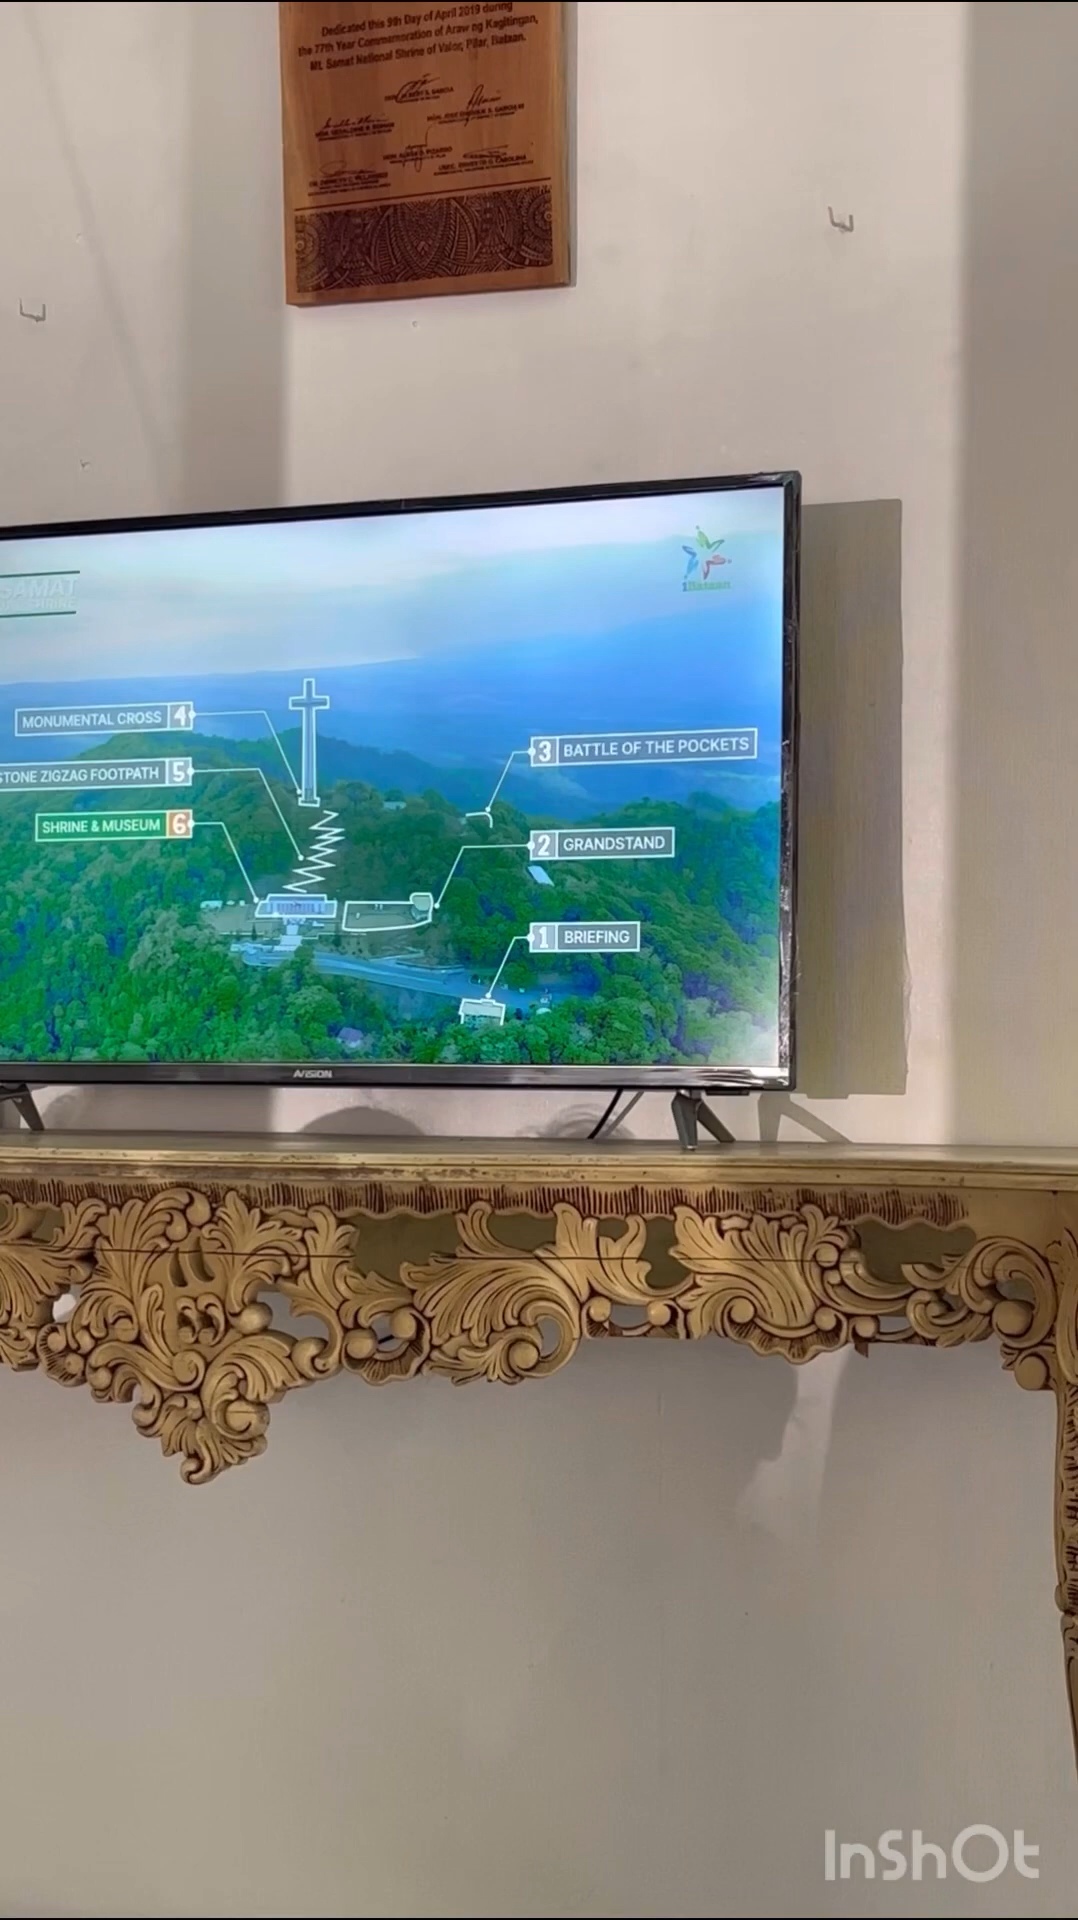 Dedicated this 9th Day of April 2019 during
the 77th Year Commemoration of Araw ng Kagitingan,
Mt. Samat National Shrine of Valor, Pilar, Bataan.
SAMAT
SHRINE
1Bataan
MONUMENTAL CROSS 4
STONE ZIGZAG FOOTPATH 5
SHRINE & MUSEUM 6
3 BATTLE OF THE POCKETS
2 GRANDSTAND
1 BRIEFING
AVISION
InShOt